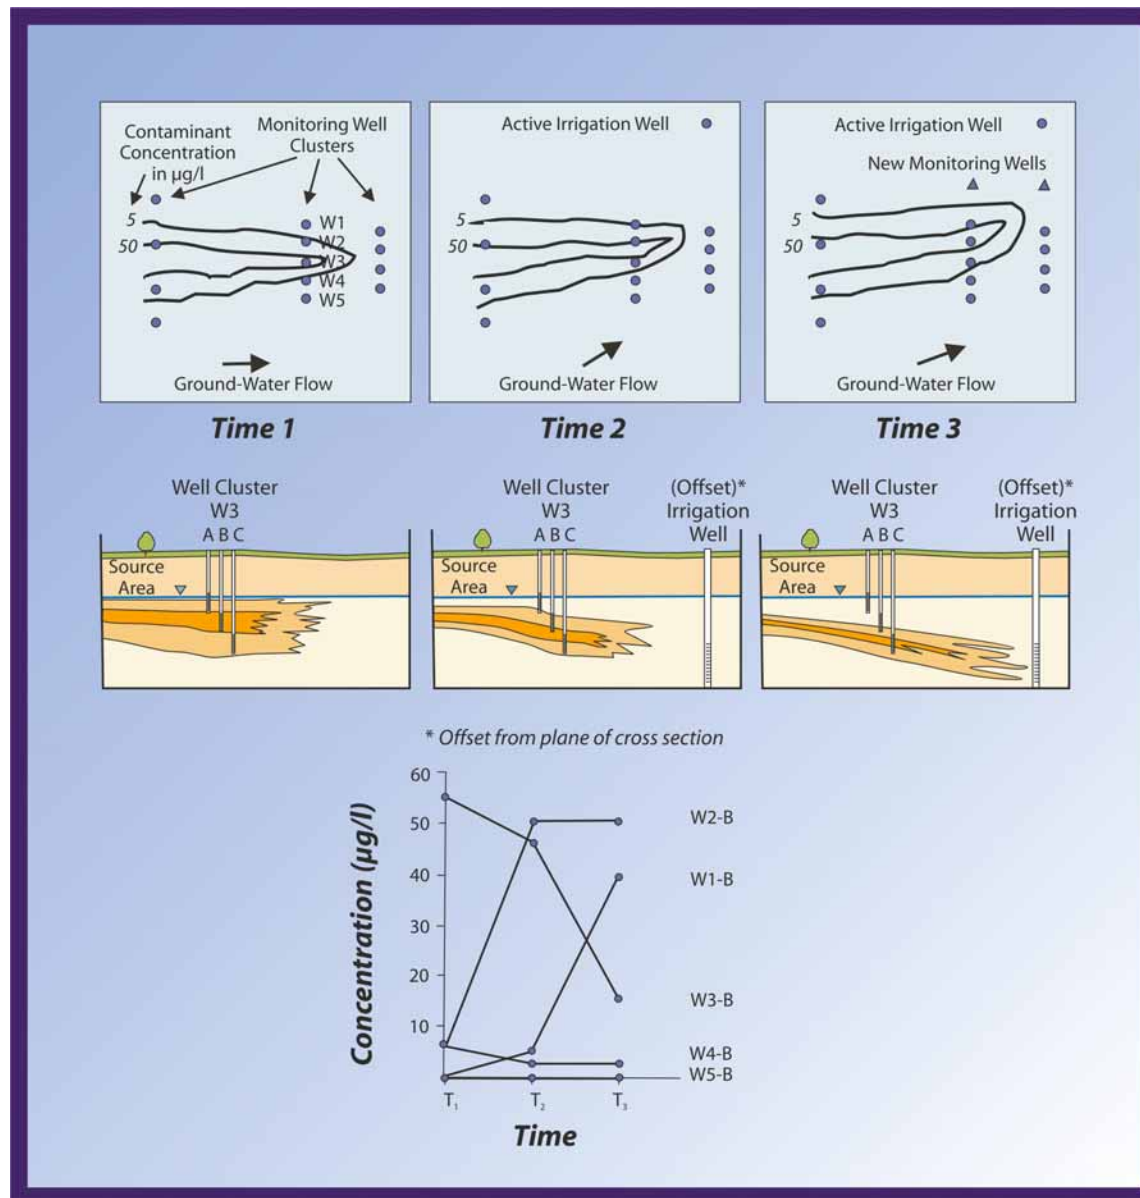 Contaminant
Concentration
in µg/l
Monitoring Well
Clusters
5
50
W1
W2
W3
W4
W5
Ground-Water Flow
Time 1
Active Irrigation Well
5
50
Ground-Water Flow
Time 2
Active Irrigation Well
New Monitoring Wells
5
50
Ground-Water Flow
Time 3
Well Cluster
W3
A B C
Source
Area
Well Cluster
W3
A B C
(Offset)*
Irrigation
Well
Source
Area
Well Cluster
W3
A B C
(Offset)*
Irrigation
Well
Source
Area
* Offset from plane of cross section
Concentration (µg/l)
60
50
40
30
20
10
W2-B
W1-B
W3-B
W4-B
W5-B
T₁ T₂ T₃
Time